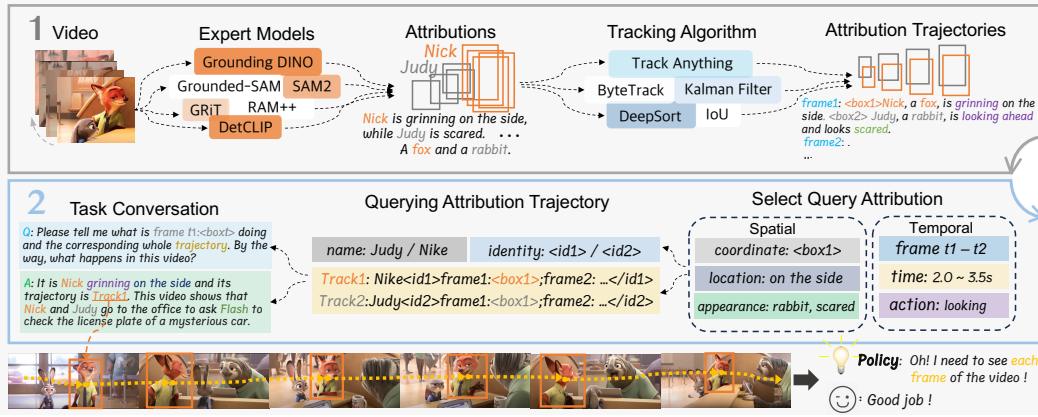 1
Video
Expert Models
Grounding DINO
Grounded-SAM
SAM2
GRiT
RAM++
DetCLIP
Attributions
Nick
Judy
Nick is grinning on the side,
while Judy is scared. ...
A fox and a rabbit.
Tracking Algorithm
Track Anything
ByteTrack
Kalman Filter
DeepSort
IoU
Attribution Trajectories
frame1: <box1>Nick, a fox, is grinning on the
side. <box2> Judy, a rabbit, is looking ahead
and looks scared.
frame2: .
...
2
Task Conversation
Q: Please tell me what is frame t1:<boxt> doing
and the corresponding whole trajectory. By the
way, what happens in this video?
A: It is Nick grinning on the side and its
trajectory is Track1. This video shows that
Nick and Judy go to the office to ask Flash to
check the license plate of a mysterious car.
Querying Attribution Trajectory
name: Judy / Nike
identity: <id1> / <id2>
Track1: Nike<id1>frame1:<box1>;frame2: ...</id1>
Track2:Judy<id2>frame1:<box1>;frame2: ...</id2>
Select Query Attribution
Spatial
coordinate: <box1>
location: on the side
appearance: rabbit, scared
Temporal
frame t1 – t2
time: 2.0 ~ 3.5s
action: looking
Policy: Oh! I need to see each
frame of the video !
: Good job !